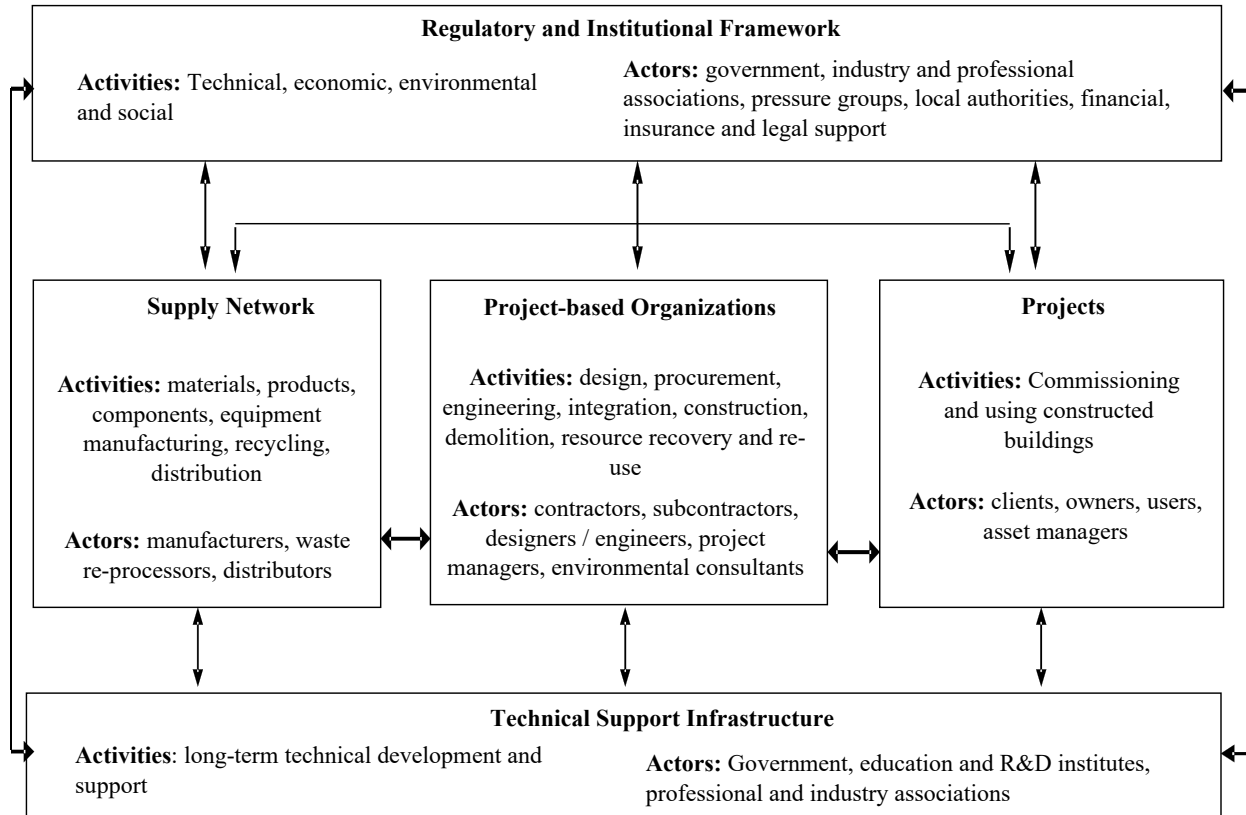 Regulatory and Institutional Framework
Activities: Technical, economic, environmental
and social
Actors: government, industry and professional
associations, pressure groups, local authorities, financial,
insurance and legal support
Supply Network
Activities: materials, products,
components, equipment
manufacturing, recycling,
distribution
Actors: manufacturers, waste
re-processors, distributors
Project-based Organizations
Activities: design, procurement,
engineering, integration, construction,
demolition, resource recovery and re-
use
Actors: contractors, subcontractors,
designers / engineers, project
managers, environmental consultants
Projects
Activities: Commissioning
and using constructed
buildings
Actors: clients, owners, users,
asset managers
Technical Support Infrastructure
Activities: long-term technical development and
support
Actors: Government, education and R&D institutes,
professional and industry associations